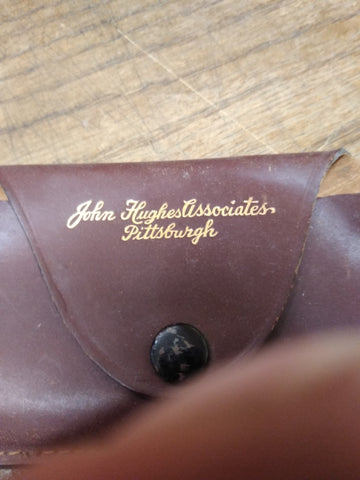 John Hughes Associates
Pittsburgh